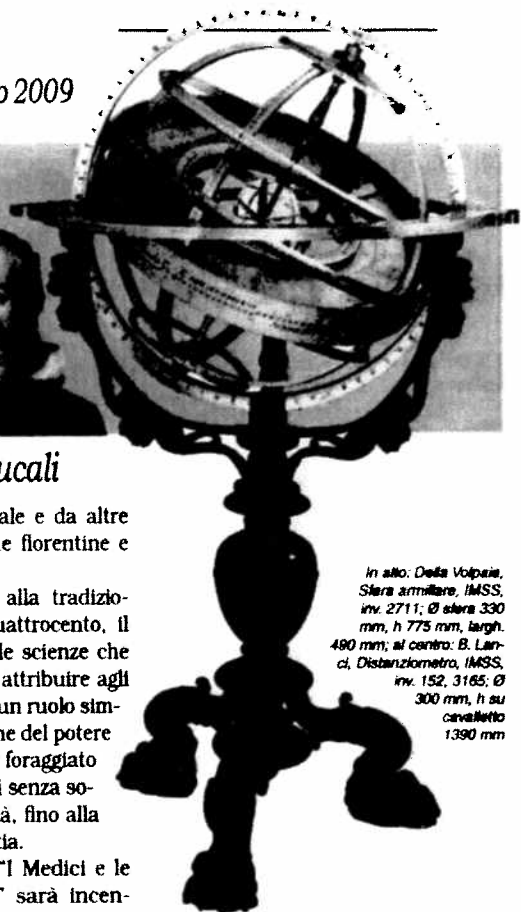 o 2009
ucali
ale e da altre
e fiorentine e
alla tradizio-
uattrocento, il
le scienze che
attribuire agli
un ruolo sim-
ne del potere
foraggiato
i senza so-
à, fino alla
tia.
"I Medici e le
" sarà incen-
In alto: Della Volpaia,
Sfera armillare, IMSS,
inv. 2711; Ø sfera 330
mm, h 775 mm, largh.
490 mm; al centro: B. Lan-
ci, Distanziometro, IMSS,
inv. 152, 3165; Ø
300 mm, h su
cavalletto
1390 mm